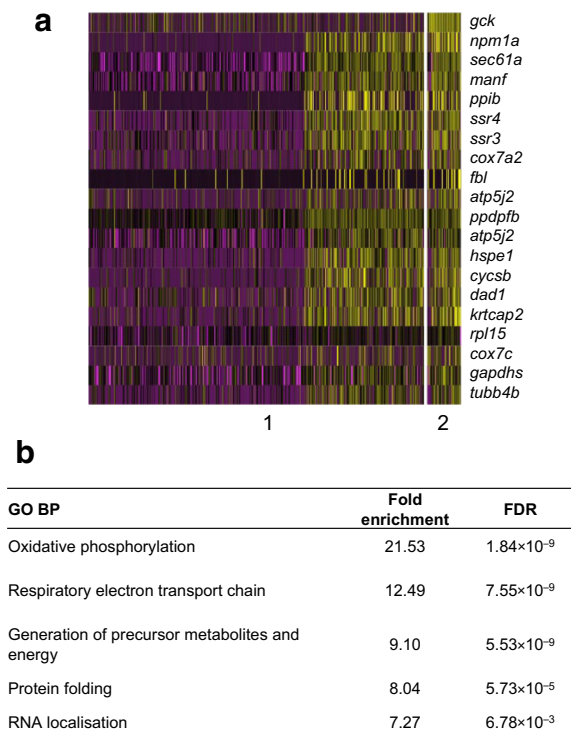 a
gck
npm1a
sec61a
manf
ppib
ssr4
ssr3
cox7a2
fbl
atp5j2
ppdpfb
atp5j2
hspe1
cycsb
dad1
krtcap2
rpl15
cox7c
gapdhs
tubb4b
1 2
b
GO BP Fold enrichment FDR
Oxidative phosphorylation 21.53 1.84×10⁻⁹
Respiratory electron transport chain 12.49 7.55×10⁻⁹
Generation of precursor metabolites and
energy 9.10 5.53×10⁻⁹
Protein folding 8.04 5.73×10⁻⁵
RNA localisation 7.27 6.78×10⁻³